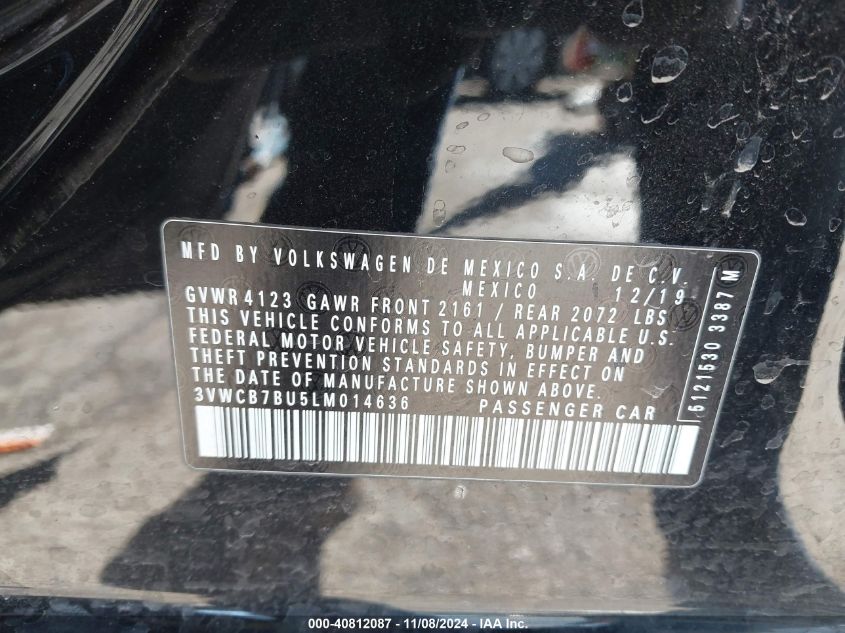 MFD BY VOLKSWAGEN DE MEXICO S.A. DE C.V.
MEXICO 12/19
GVWR 4123 GAWR FRONT 2161 / REAR 2072 LBS
THIS VEHICLE CONFORMS TO ALL APPLICABLE U.S.
FEDERAL MOTOR VEHICLE SAFETY, BUMPER AND
THEFT PREVENTION STANDARDS IN EFFECT ON
THE DATE OF MANUFACTURE SHOWN ABOVE.
3VWCB7BU5LM014636 PASSENGER CAR
5121530 3387 M
000-40812087 - 11/08/2024 - IAA Inc.